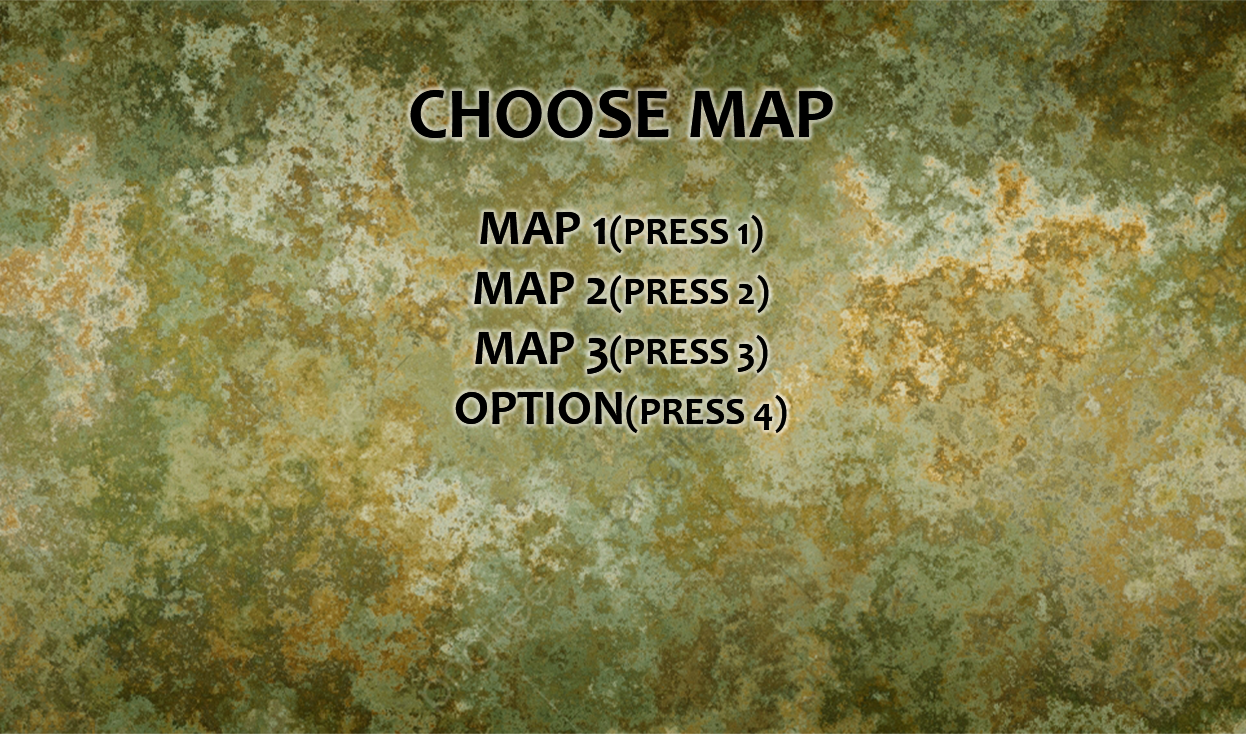 CHOOSE MAP
MAP 1(PRESS 1)
MAP 2(PRESS 2)
MAP 3(PRESS 3)
OPTION(PRESS 4)